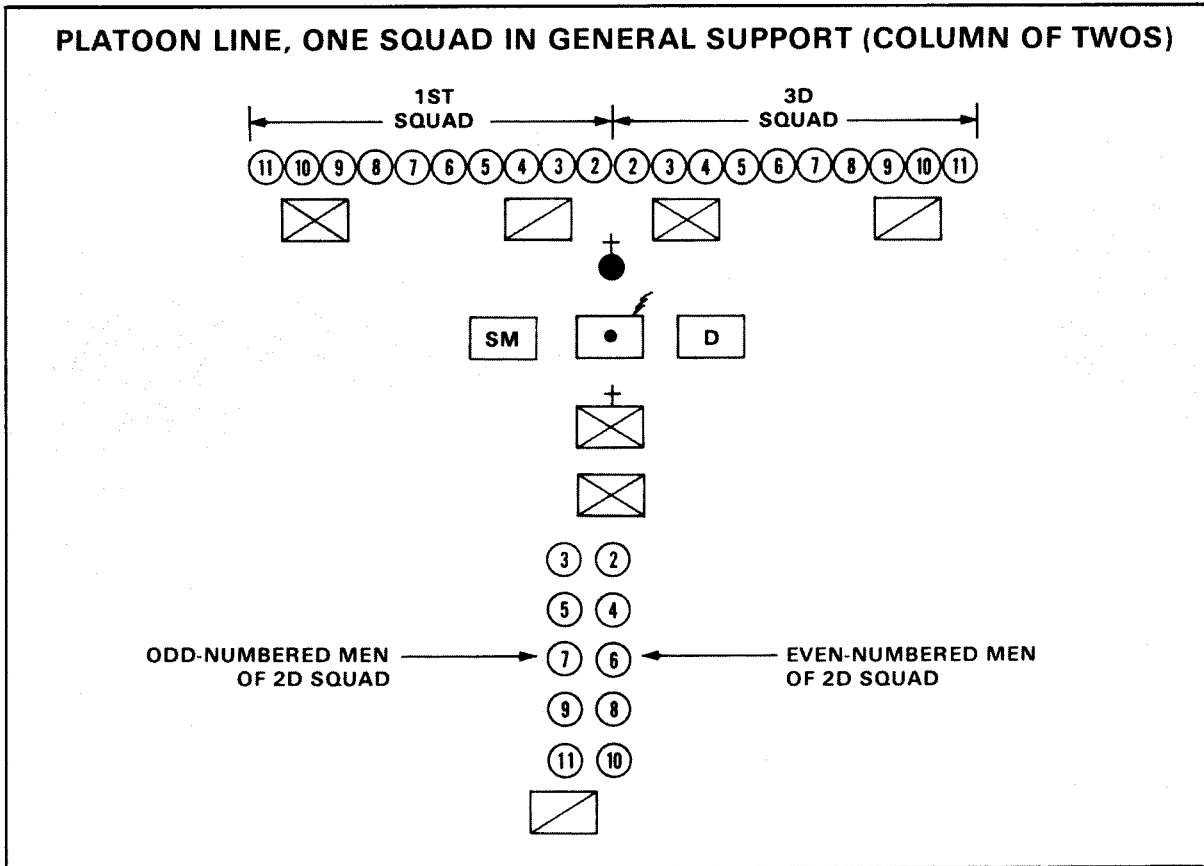 PLATOON LINE, ONE SQUAD IN GENERAL SUPPORT (COLUMN OF TWOS)
1ST
SQUAD
3D
SQUAD
11 10 9 8 7 6 5 4 3 2 2 3 4 5 6 7 8 9 10 11
SM
D
3 2
5 4
ODD-NUMBERED MEN
OF 2D SQUAD
7 6
EVEN-NUMBERED MEN
OF 2D SQUAD
9 8
11 10